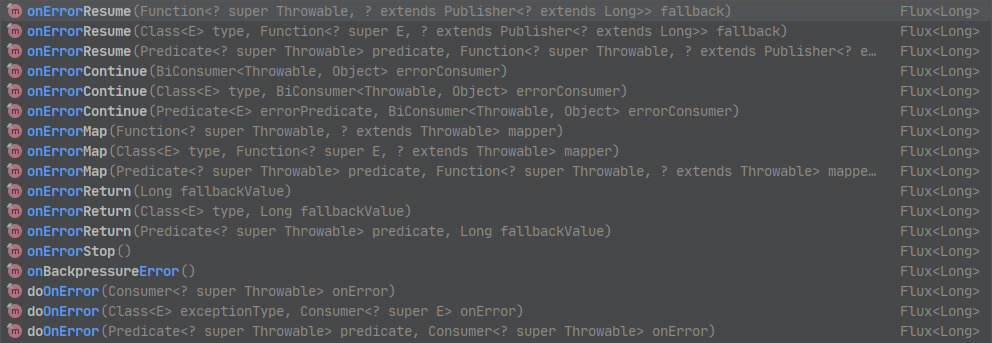 m onErrorResume(Function<? super Throwable, ? extends Publisher<? extends Long>> fallback) Flux<Long>
m onErrorResume(Class<E> type, Function<? super E, ? extends Publisher<? extends Long>> fallback) Flux<Long>
m onErrorResume(Predicate<? super Throwable> predicate, Function<? super Throwable, ? extends Publisher<? e… Flux<Long>
m onErrorContinue(BiConsumer<Throwable, Object> errorConsumer) Flux<Long>
m onErrorContinue(Class<E> type, BiConsumer<Throwable, Object> errorConsumer) Flux<Long>
m onErrorContinue(Predicate<E> errorPredicate, BiConsumer<Throwable, Object> errorConsumer) Flux<Long>
m onErrorMap(Function<? super Throwable, ? extends Throwable> mapper) Flux<Long>
m onErrorMap(Class<E> type, Function<? super E, ? extends Throwable> mapper) Flux<Long>
m onErrorMap(Predicate<? super Throwable> predicate, Function<? super Throwable, ? extends Throwable> mappe… Flux<Long>
m onErrorReturn(Long fallbackValue) Flux<Long>
m onErrorReturn(Class<E> type, Long fallbackValue) Flux<Long>
m onErrorReturn(Predicate<? super Throwable> predicate, Long fallbackValue) Flux<Long>
m onErrorStop() Flux<Long>
m onBackpressureError() Flux<Long>
m doOnError(Consumer<? super Throwable> onError) Flux<Long>
m doOnError(Class<E> exceptionType, Consumer<? super E> onError) Flux<Long>
m doOnError(Predicate<? super Throwable> predicate, Consumer<? super Throwable> onError) Flux<Long>